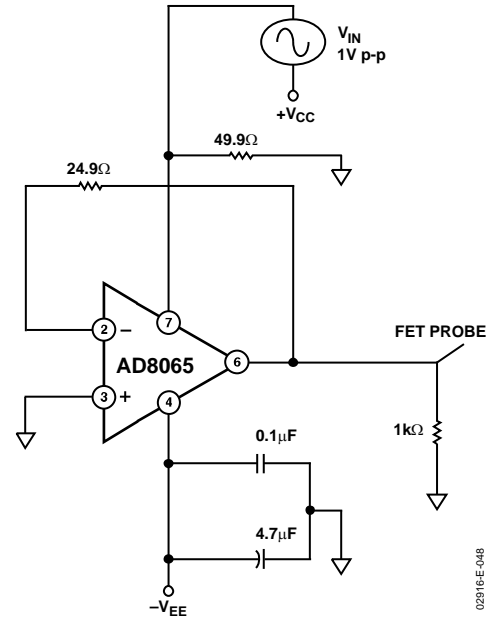 V_IN
1V p-p
+V_CC
49.9Ω
24.9Ω
7
2
–
AD8065
6
FET PROBE
3
+
4
1kΩ
0.1μF
4.7μF
–V_EE
02916-E-048